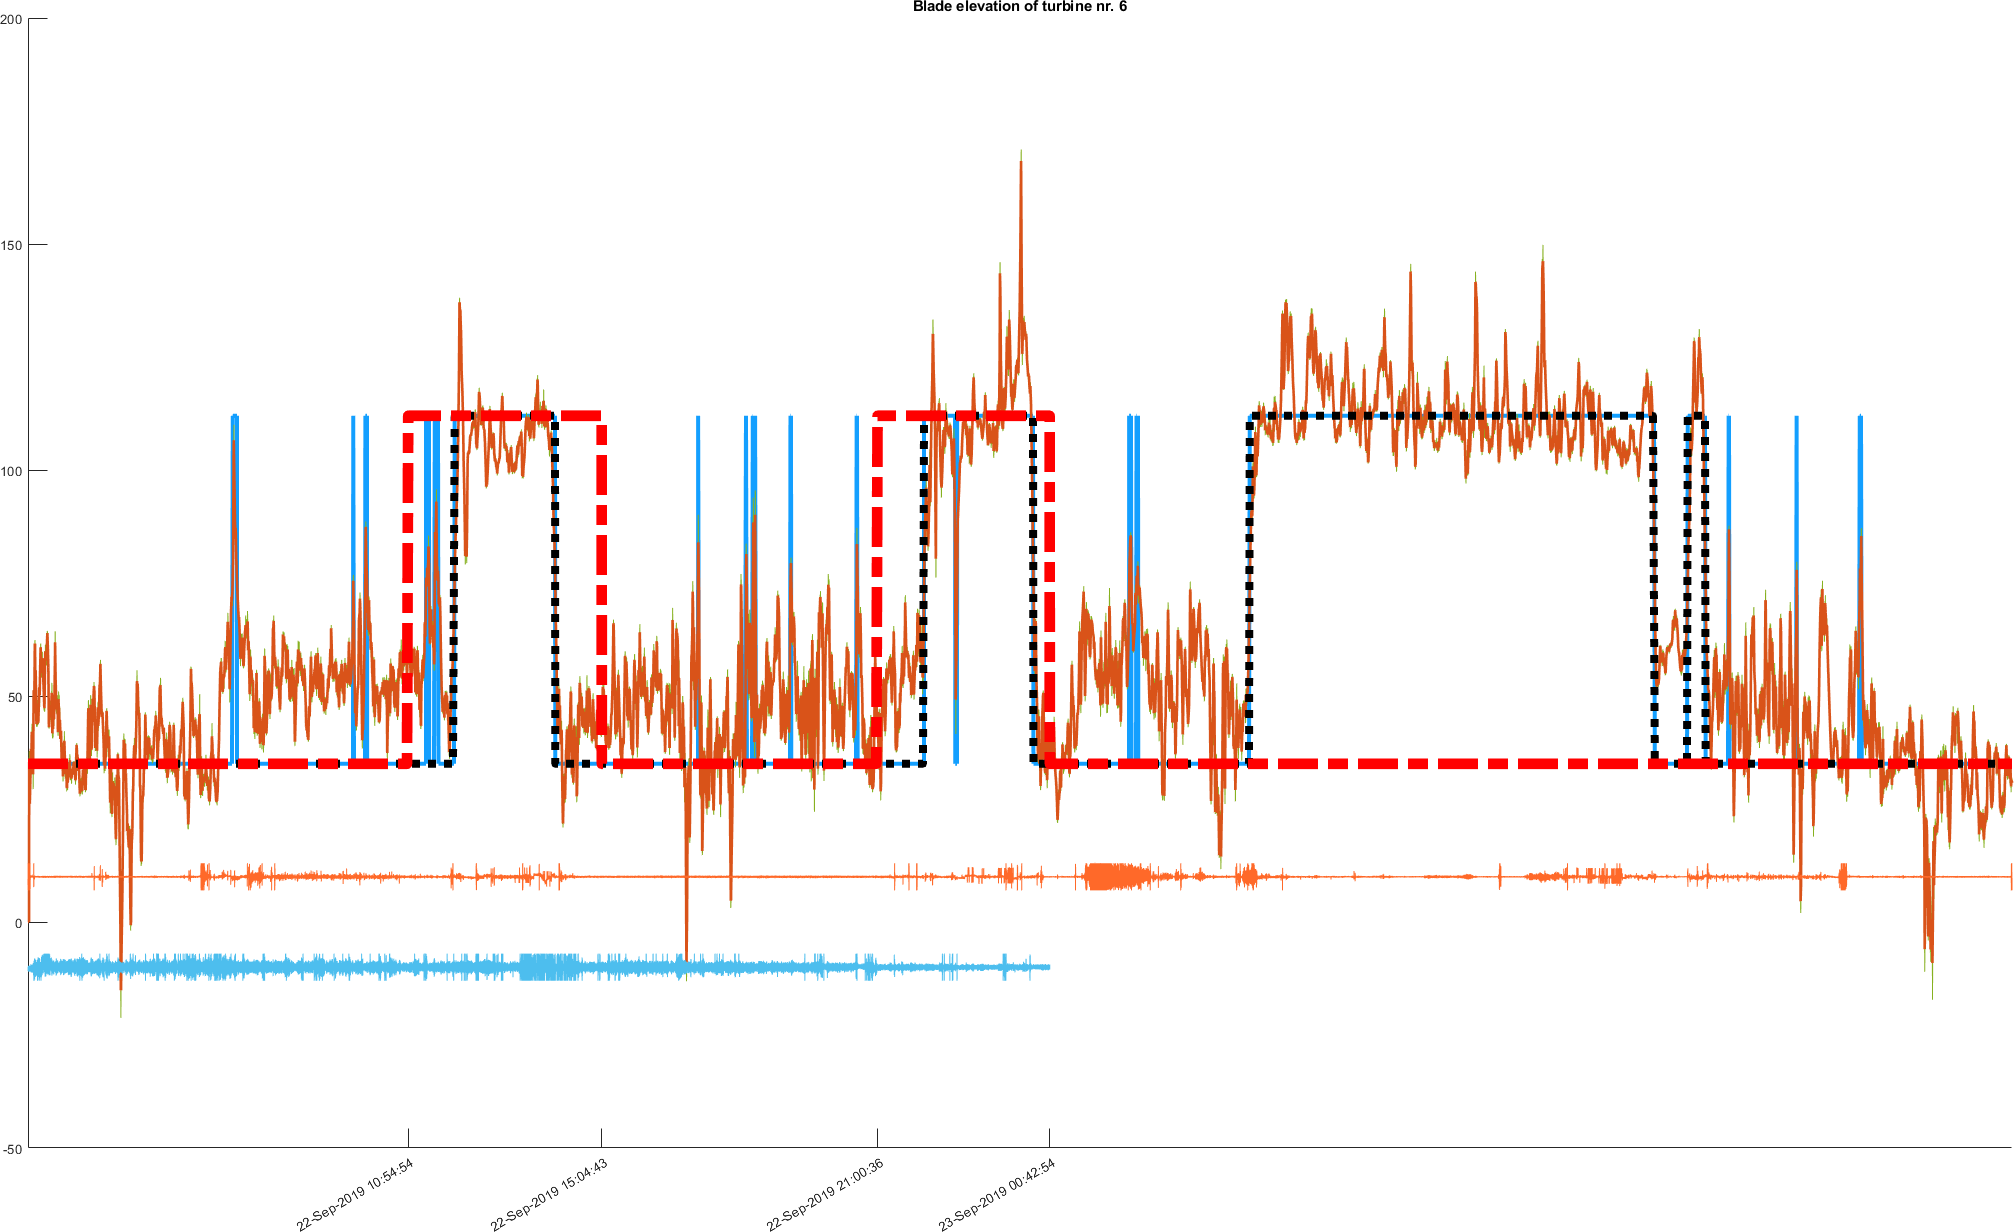 Blade elevation of turbine nr. 6
200
150
100
50
0
-50
22-Sep-2019 10:54:54
22-Sep-2019 15:04:43
22-Sep-2019 21:00:36
23-Sep-2019 00:42:54